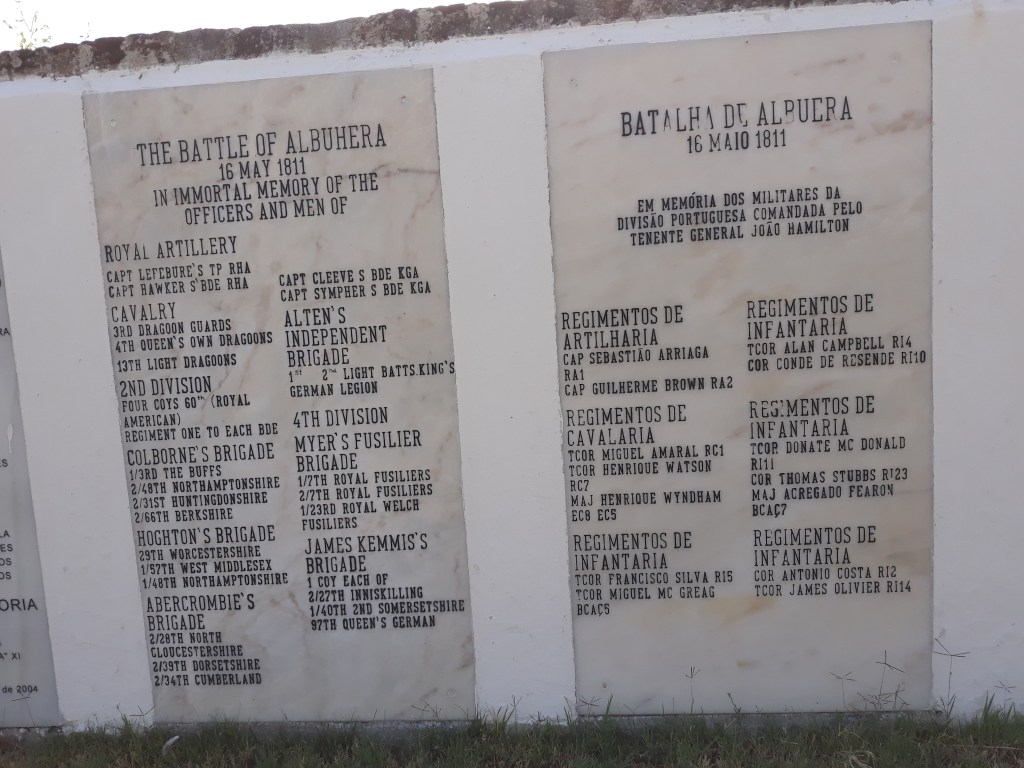 RA
ES
LA
ES
OS
OS
ORIA
A" XI
de 2004
THE BATTLE OF ALBUHERA
16 MAY 1811
IN IMMORTAL MEMORY OF THE
OFFICERS AND MEN OF
ROYAL ARTILLERY
CAPT LEFEBURE'S TP RHA
CAPT HAWKER S'BDE RHA
CAVALRY
3RD DRAGOON GUARDS
4TH QUEEN'S OWN DRAGOONS
13TH LIGHT DRAGOONS
2ND DIVISION
FOUR COYS 60" (ROYAL
AMERICAN)
REGIMENT ONE TO EACH BDE
COLBORNE'S BRIGADE
1/3RD THE BUFFS
2/48TH NORTHAMPTONSHIRE
2/31ST HUNTINGDONSHIRE
2/66TH BERKSHIRE
HOGHTON'S BRIGADE
29TH WORCESTERSHIRE
1/57TH WEST MIDDLESEX
1/48TH NORTHAMPTONSHIRE
ABERCROMBIE'S
BRIGADE
2/28TH NORTH
GLOUCESTERSHIRE
2/39TH DORSETSHIRE
2/34TH CUMBERLAND
CAPT CLEEVE S BDE KGA
CAPT SYMPHER S BDE KGA
ALTEN'S
INDEPENDENT
BRIGADE
1ST 2ND LIGHT BATTS.KING'S
GERMAN LEGION
4TH DIVISION
MYER'S FUSILIER
BRIGADE
1/7TH ROYAL FUSILIERS
2/7TH ROYAL FUSILIERS
1/23RD ROYAL WELCH
FUSILIERS
JAMES KEMMIS'S
BRIGADE
1 COY EACH OF
2/27TH INNISKILLING
1/40TH 2ND SOMERSETSHIRE
97TH QUEEN'S GERMAN
BATALHA DE ALBUERA
16 MAIO 1811
EM MEMÓRIA DOS MILITARES DA
DIVISÃO PORTUGUESA COMANDADA PELO
TENENTE GENERAL JOÃO HAMILTON
REGIMENTOS DE
ARTILHARIA
CAP SEBASTIÃO ARRIAGA
RA1
CAP GUILHERME BROWN RA2
REGIMENTOS DE
CAVALARIA
TCOR MIGUEL AMARAL RC1
TCOR HENRIQUE WATSON
RC7
MAJ HENRIQUE WYNDHAM
EC8 EC5
REGIMENTOS DE
INFANTARIA
TCOR FRANCISCO SILVA RI5
TCOR MIGUEL MC GREAG
BCAÇ5
REGIMENTOS DE
INFANTARIA
TCOR ALAN CAMPBELL RI4
COR CONDE DE RESENDE RI10
REGIMENTOS DE
INFANTARIA
TCOR DONATE MC DONALD
RI11
COR THOMAS STUBBS RI23
MAJ ACREGADO FEARON
BCAÇ7
REGIMENTOS DE
INFANTARIA
COR ANTONIO COSTA RI2
TCOR JAMES OLIVIER RI14